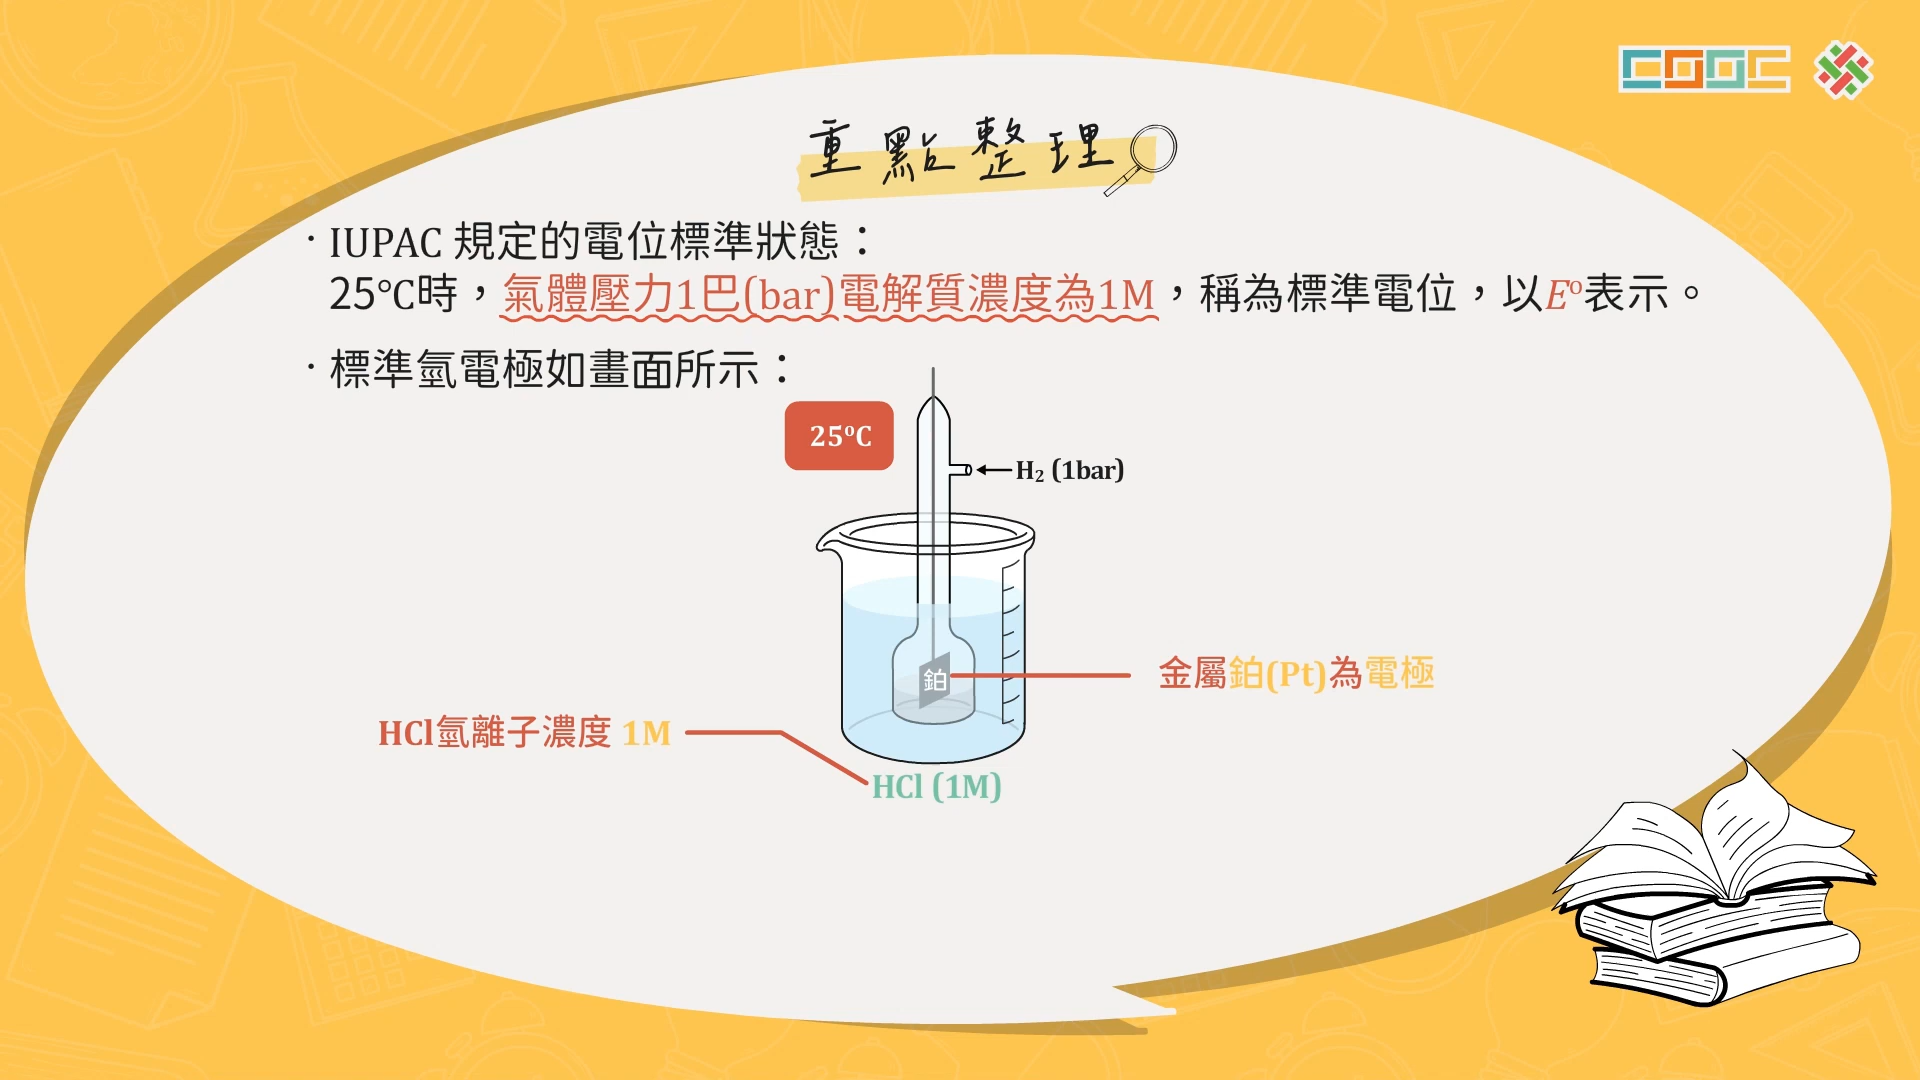 COOC
重點整理
· IUPAC 規定的電位標準狀態：
25°C時，氣體壓力1巴(bar)電解質濃度為1M，稱為標準電位，以Eº表示。
· 標準氫電極如畫面所示：
25ºC
H₂ (1bar)
鉑
金屬鉑(Pt)為電極
HCl氫離子濃度 1M
HCl (1M)